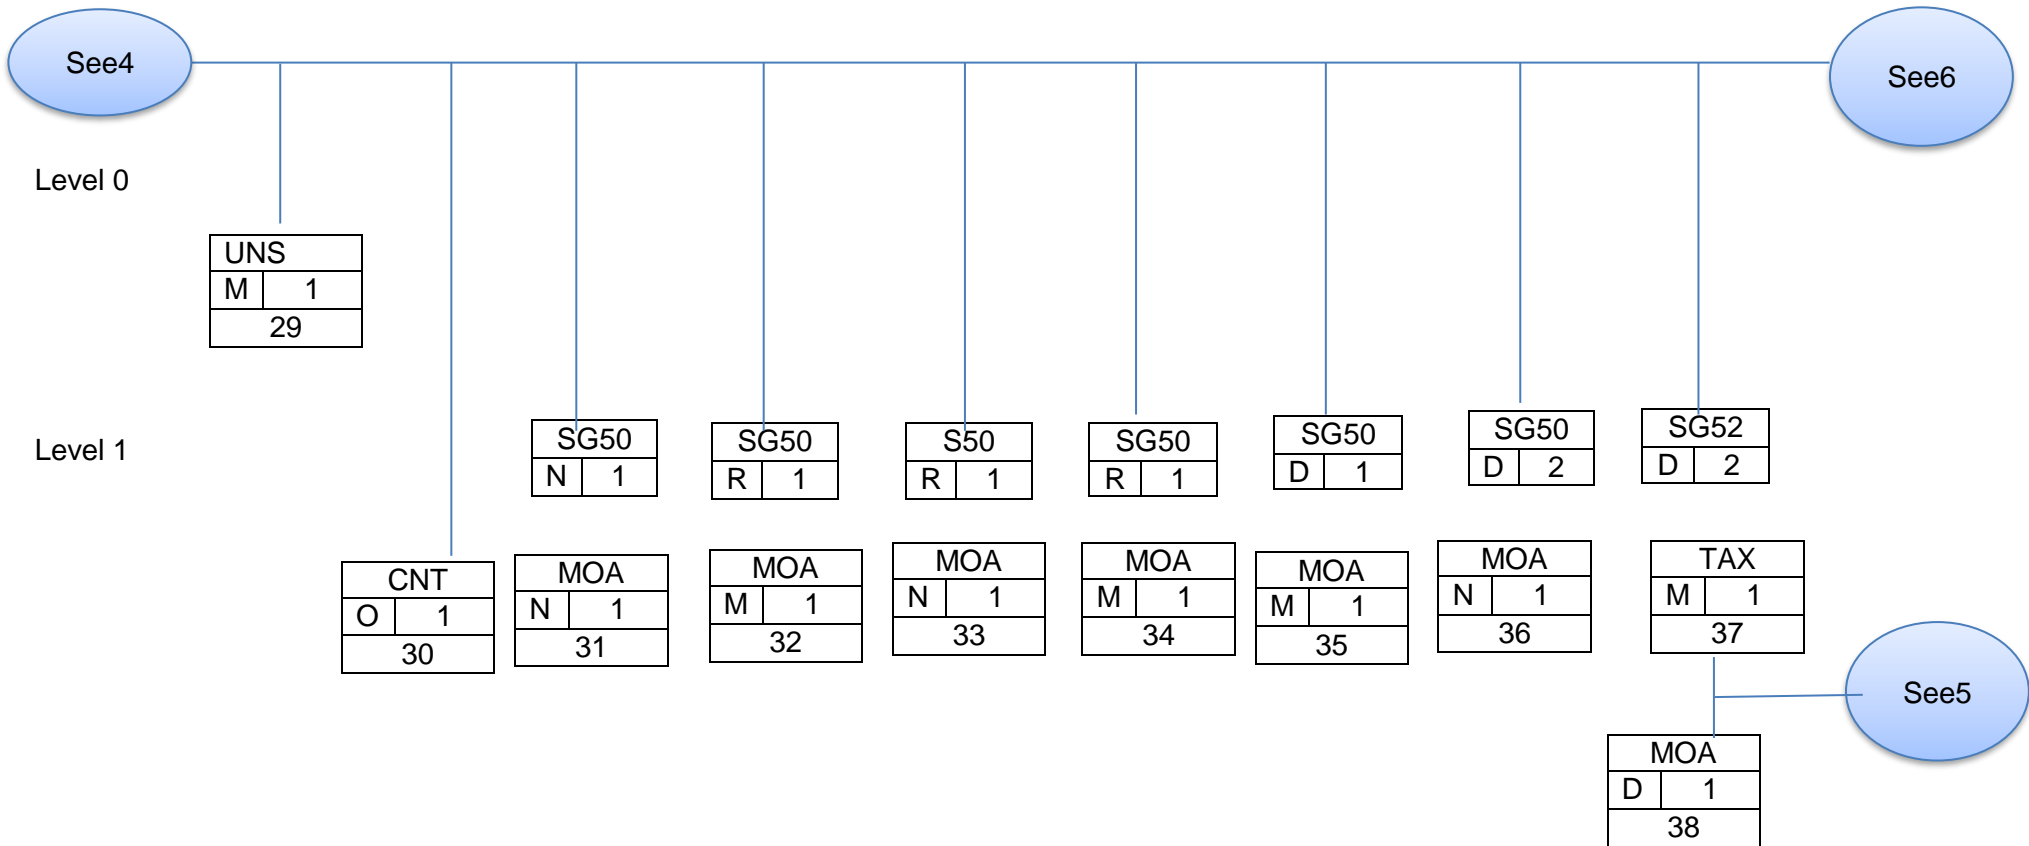 See4
See6
Level 0
UNS
M 1
29
Level 1
SG50
N 1
SG50
R 1
S50
R 1
SG50
R 1
SG50
D 1
SG50
D 2
SG52
D 2
CNT
O 1
30
MOA
N 1
31
MOA
M 1
32
MOA
N 1
33
MOA
M 1
34
MOA
M 1
35
MOA
N 1
36
TAX
M 1
37
See5
MOA
D 1
38